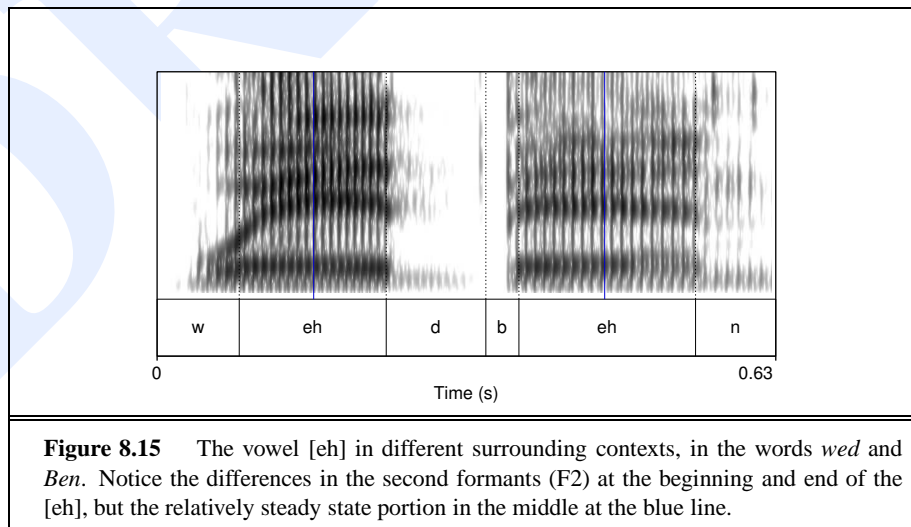 w eh d b eh n
0 0.63
Time (s)
Figure 8.15 The vowel [eh] in different surrounding contexts, in the words wed and
Ben. Notice the differences in the second formants (F2) at the beginning and end of the
[eh], but the relatively steady state portion in the middle at the blue line.